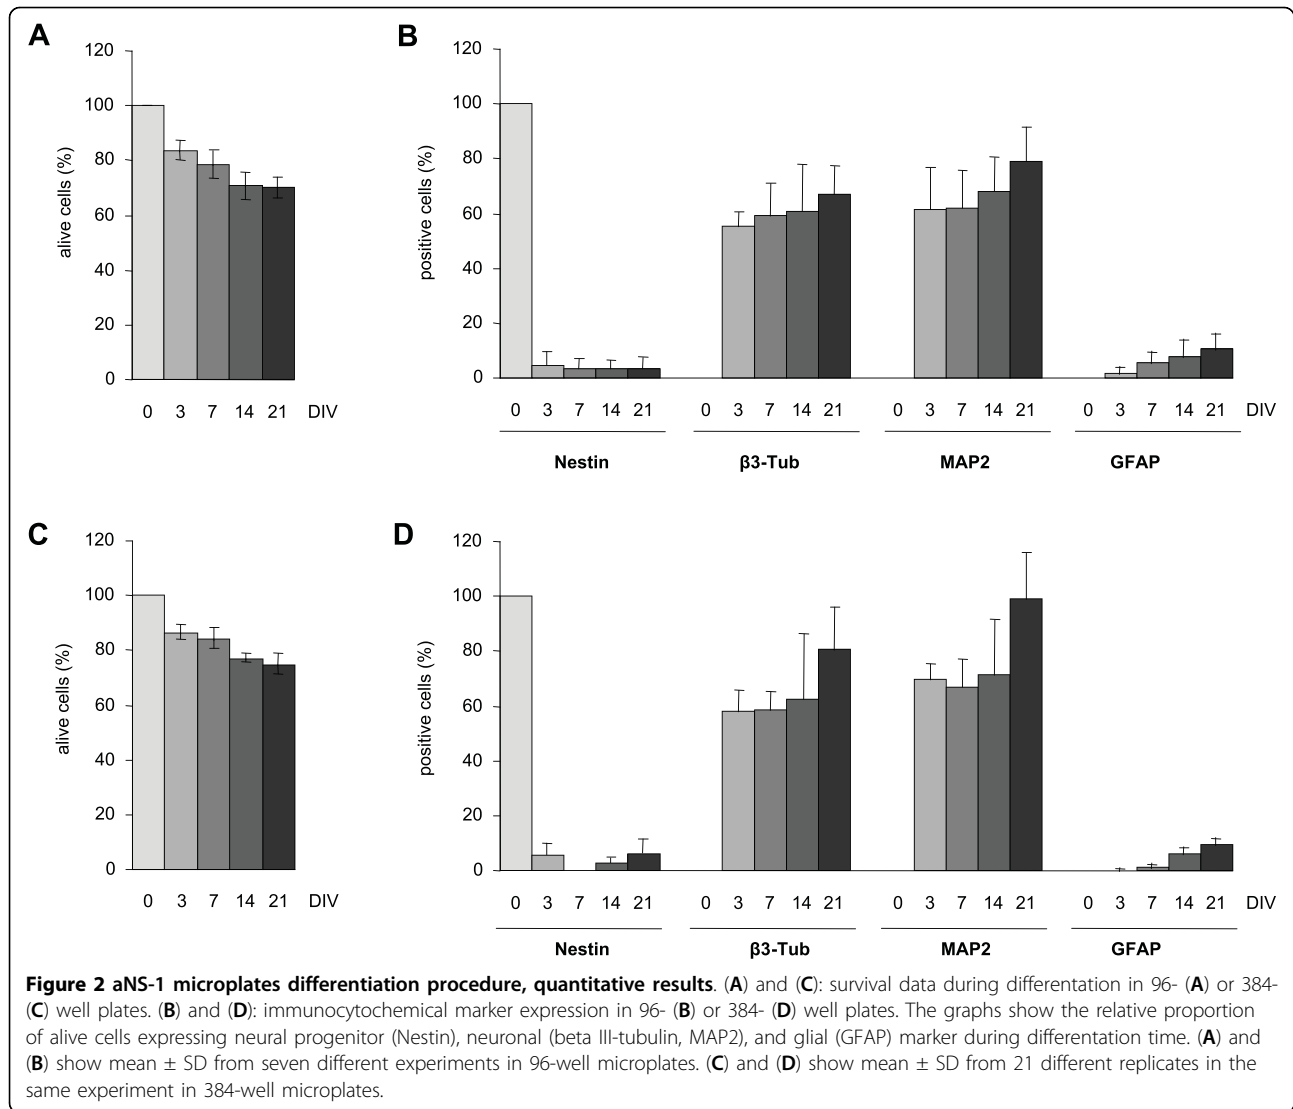 A
120
100
80
60
40
20
0
alive cells (%)
0 3 7 14 21 DIV
B
120
100
80
60
40
20
0
positive cells (%)
0 3 7 14 21 0 3 7 14 21 0 3 7 14 21 0 3 7 14 21 DIV
Nestin β3-Tub MAP2 GFAP
C
120
100
80
60
40
20
0
alive cells (%)
0 3 7 14 21 DIV
D
120
100
80
60
40
20
0
positive cells (%)
0 3 7 14 21 0 3 7 14 21 0 3 7 14 21 0 3 7 14 21 DIV
Nestin β3-Tub MAP2 GFAP
Figure 2 aNS-1 microplates differentiation procedure, quantitative results. (A) and (C): survival data during differentation in 96- (A) or 384-
(C) well plates. (B) and (D): immunocytochemical marker expression in 96- (B) or 384- (D) well plates. The graphs show the relative proportion
of alive cells expressing neural progenitor (Nestin), neuronal (beta III-tubulin, MAP2), and glial (GFAP) marker during differentation time. (A) and
(B) show mean ± SD from seven different experiments in 96-well microplates. (C) and (D) show mean ± SD from 21 different replicates in the
same experiment in 384-well microplates.